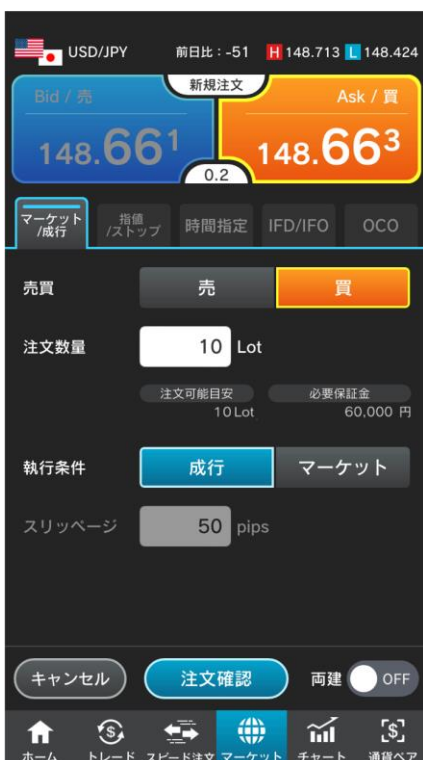 USD/JPY 前日比：-51 H 148.713 L 148.424
新規注文
Bid / 売 Ask / 買
148.661 148.663
0.2
マーケット/成行 指値/ストップ 時間指定 IFD/IFO OCO
売買 売 買
注文数量 10 Lot
注文可能目安 必要保証金
10 Lot 60,000 円
執行条件 成行 マーケット
スリッページ 50 pips
キャンセル 注文確認 両建 OFF
ホーム トレード スピード注文 マーケット チャート 通貨ペア